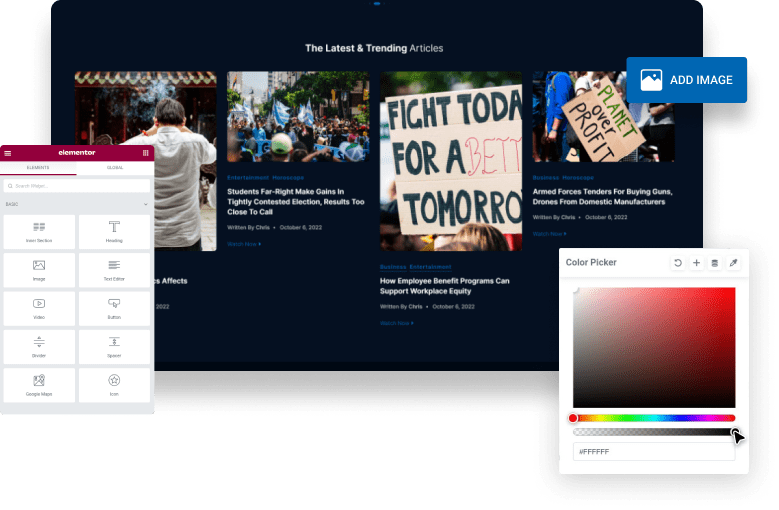 The Latest & Trending Articles
ADD IMAGE
FIGHT TODAY
FOR A BETT
TOMORRO
PLANET
over
PROFIT
elementor
ELEMENTS
GLOBAL
Search Widget...
BASIC
Inner Section
Heading
Image
Text Editor
Video
Button
Divider
Spacer
Google Maps
Icon
Entertainment Horoscope
Students Far-Right Make Gains In
Tightly Contested Election, Results Too
Close To Call
Written By Chris • October 6, 2022
Watch Now
Business Horoscope
Armed Forces Tenders For Buying Guns,
Drones From Domestic Manufacturers
Written By Chris • October 6, 2022
Watch Now
cs Affects
2022
Business, Entertainment
How Employee Benefit Programs Can
Support Workplace Equity
Written By Chris • October 6, 2022
Watch Now
Color Picker
#FFFFFF